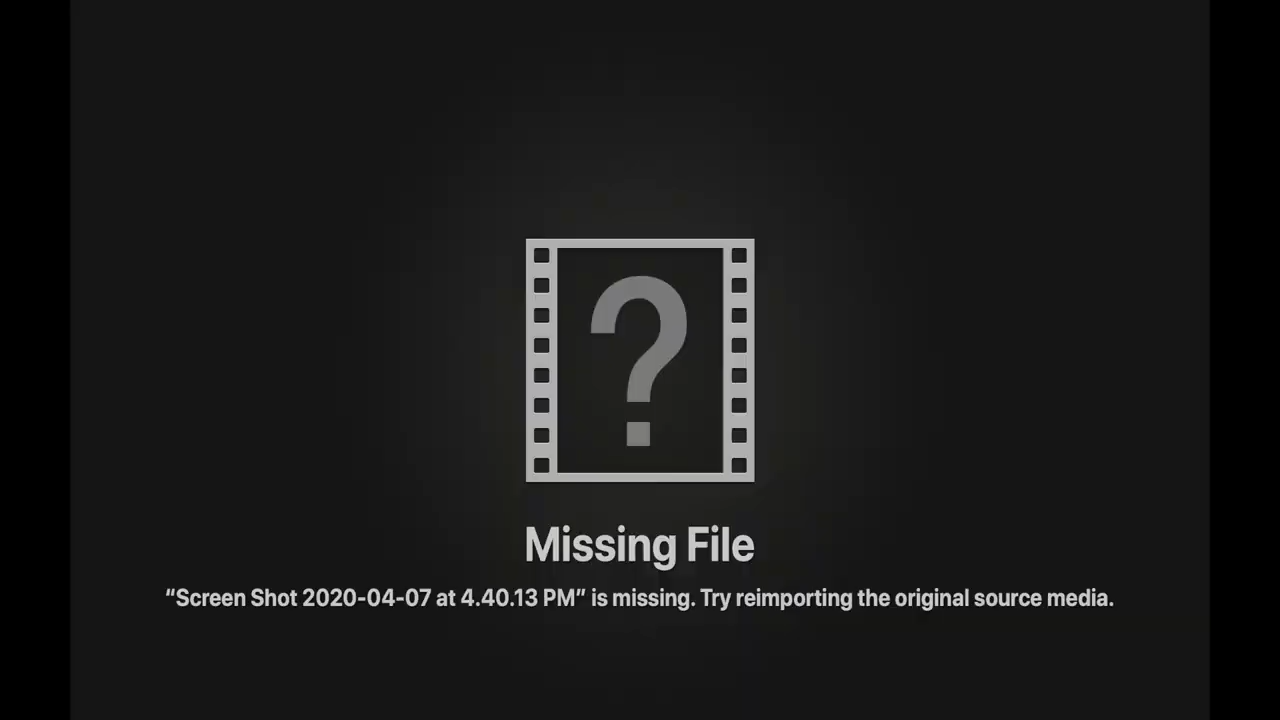 ?
Missing File
“Screen Shot 2020-04-07 at 4.40.13 PM” is missing. Try reimporting the original source media.